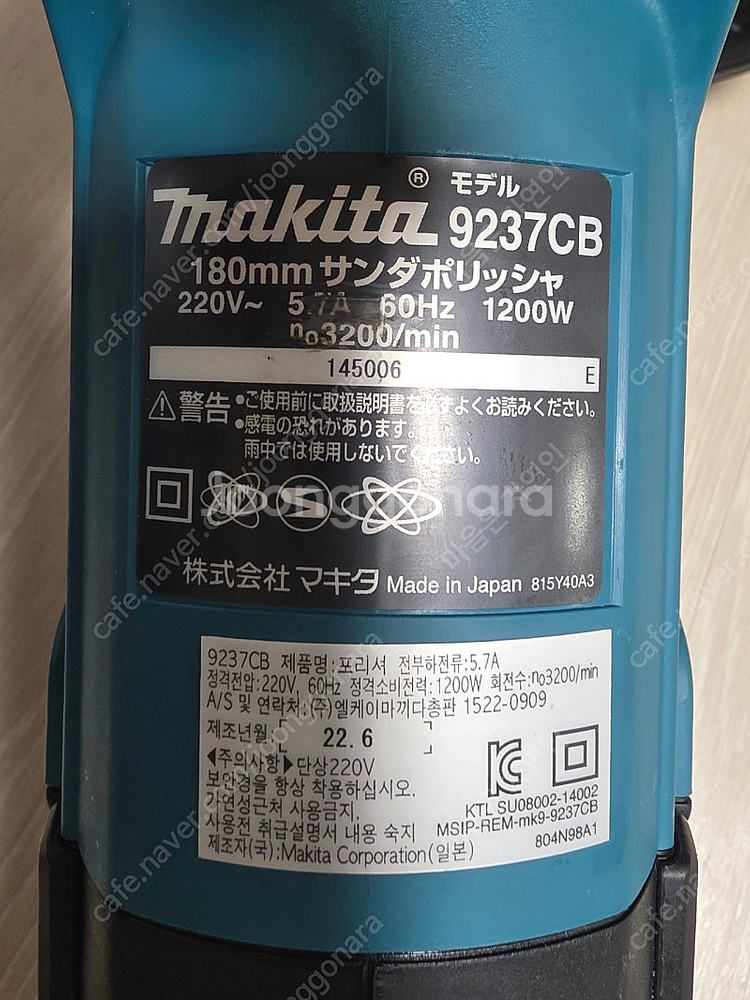 makita® モデル 9237CB
180mm サンダポリッシャ
220V~ 5.7A 60Hz 1200W
no3200/min
145006 E
⚠警告 •ご使用前に取扱説明書を必ずよくお読みください。
•感電の恐れがあります。
雨中では使用しないでください。
joonggonara
株式会社 マキタ Made in Japan 815Y40A3
9237CB 제품명:포리셔 전부하전류:5.7A
정격전압:220V, 60Hz 정격소비전력:1200W 회전수:no3200/min
A/S 및 연락처:(주)엘케이마끼다총판 1522-0909
제조년월: 22.6
◀주의사항▶단상220V
보안경을 항상 착용하십시오.
가연성근처 사용금지.
사용전 취급설명서 내용 숙지
제조자(국):Makita Corporation(일본)
KTL SU08002-14002
MSIP-REM-mk9-9237CB
804N98A1
cafe.naver.com/joonggonara